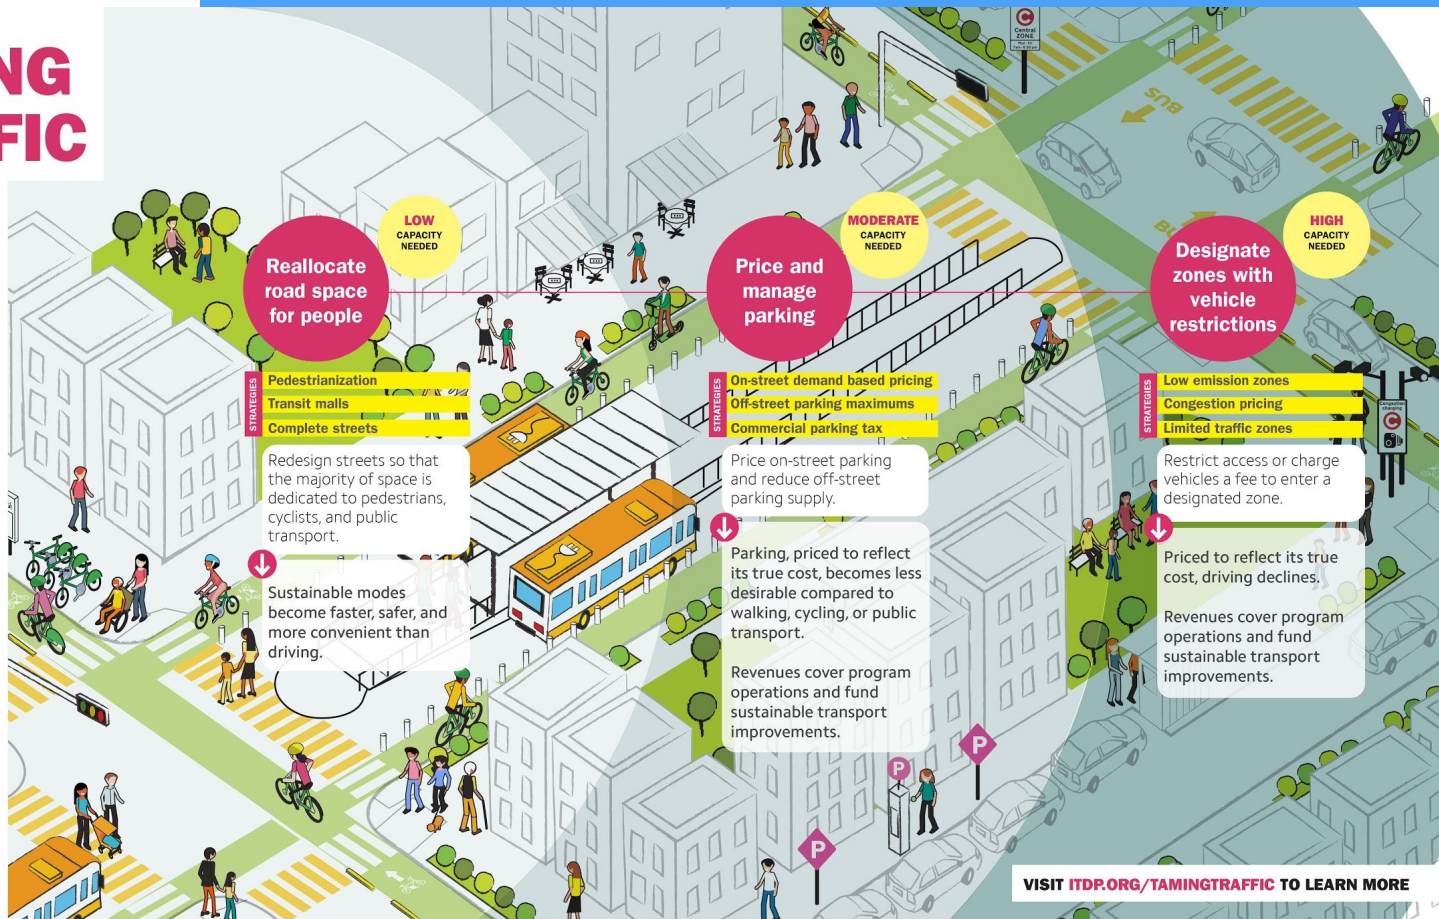 NG
FFIC
C
Central
ZONE
BUS
LOW
CAPACITY
NEEDED
Reallocate
road space
for people
STRATEGIES
Pedestrianization
Transit malls
Complete streets
Redesign streets so that
the majority of space is
dedicated to pedestrians,
cyclists, and public
transport.
Sustainable modes
become faster, safer, and
more convenient than
driving.
MODERATE
CAPACITY
NEEDED
Price and
manage
parking
STRATEGIES
On-street demand based pricing
Off-street parking maximums
Commercial parking tax
Price on-street parking
and reduce off-street
parking supply.
Parking, priced to reflect
its true cost, becomes less
desirable compared to
walking, cycling, or public
transport.
Revenues cover program
operations and fund
sustainable transport
improvements.
HIGH
CAPACITY
NEEDED
Designate
zones with
vehicle
restrictions
STRATEGIES
Low emission zones
Congestion pricing
Limited traffic zones
Restrict access or charge
vehicles a fee to enter a
designated zone.
Priced to reflect its true
cost, driving declines.
Revenues cover program
operations and fund
sustainable transport
improvements.
Congestion
charging
C
P
P
P
VISIT ITDP.ORG/TAMINGTRAFFIC TO LEARN MORE